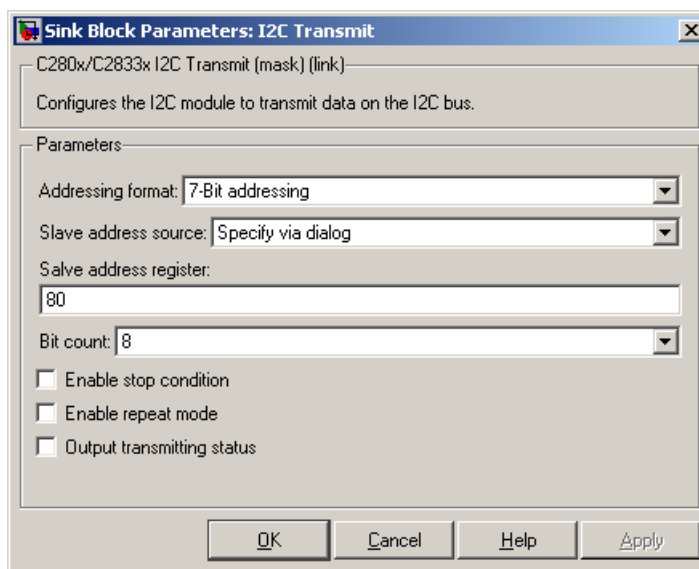 Sink Block Parameters: I2C Transmit
C280x/C2833x I2C Transmit (mask) (link)
Configures the I2C module to transmit data on the I2C bus.
Parameters
Addressing format: 7-Bit addressing
Slave address source: Specify via dialog
Salve address register:
80
Bit count: 8
Enable stop condition
Enable repeat mode
Output transmitting status
OK Cancel Help Apply